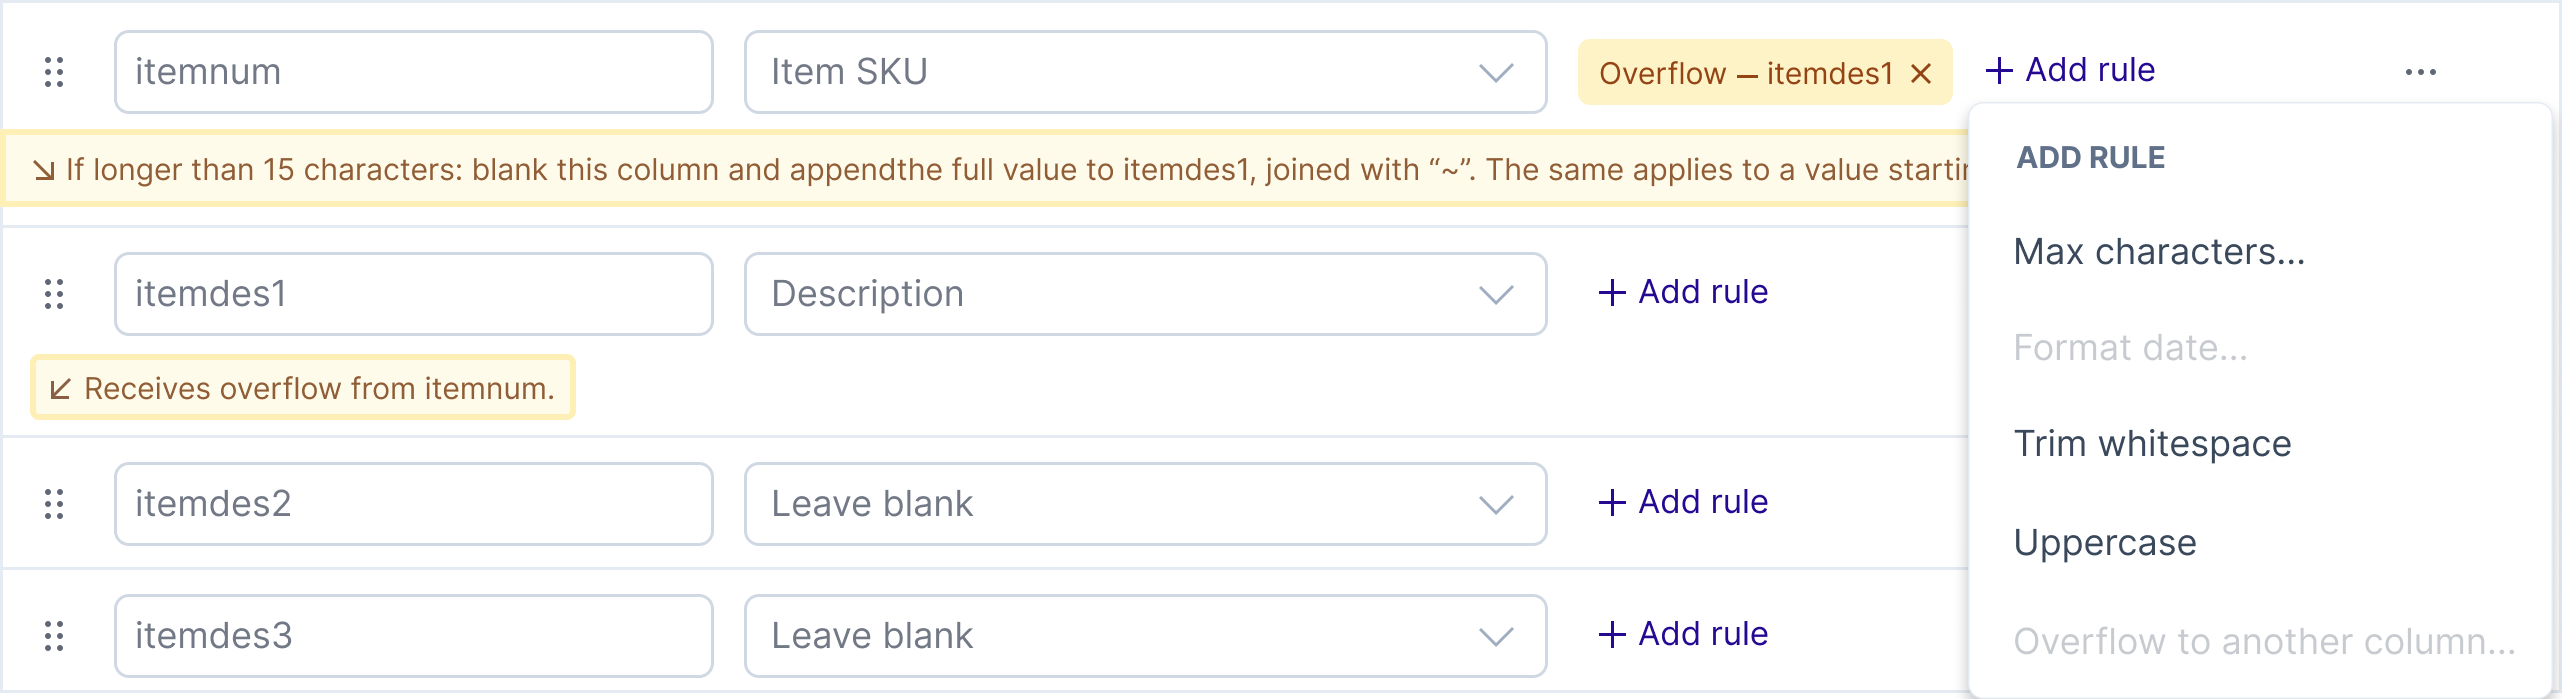 itemnum
Item SKU
Overflow — itemdes1 ×
+ Add rule
If longer than 15 characters: blank this column and appendthe full value to itemdes1, joined with “~”. The same applies to a value
itemdes1
Description
+ Add rule
Receives overflow from itemnum.
itemdes2
Leave blank
+ Add rule
itemdes3
Leave blank
+ Add rule
ADD RULE
Max characters...
Format date...
Trim whitespace
Uppercase
Overflow to another column...